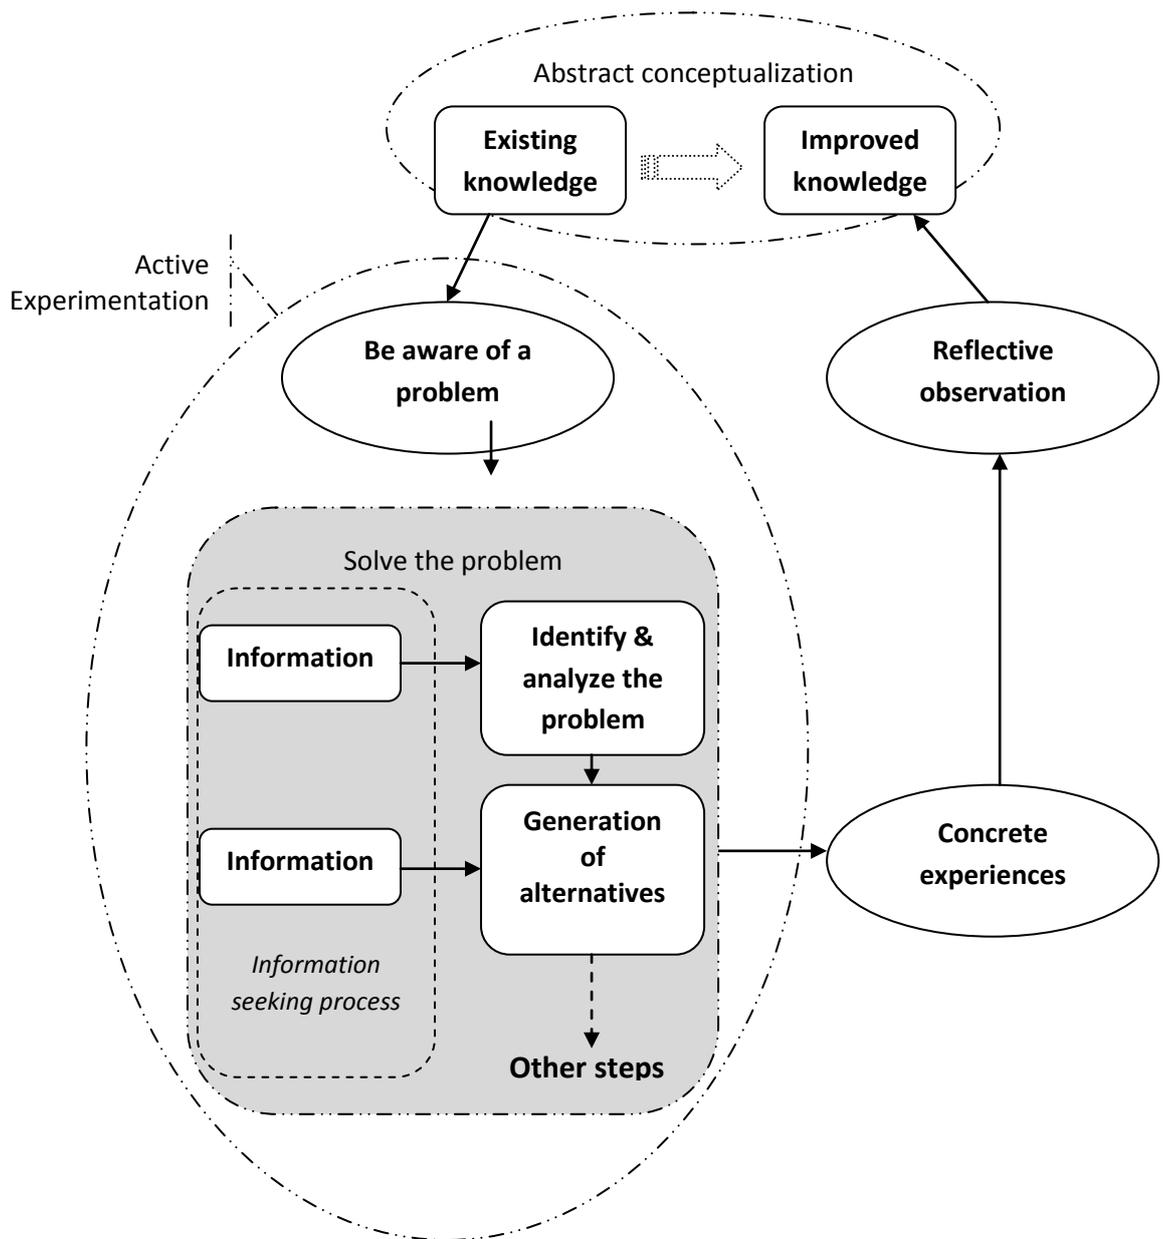 Abstract conceptualization
Existing
knowledge
Improved
knowledge
Active
Experimentation
Be aware of a
problem
Reflective
observation
Solve the problem
Information
Identify &
analyze the
problem
Information
Generation
of
alternatives
Concrete
experiences
Information
seeking process
Other steps